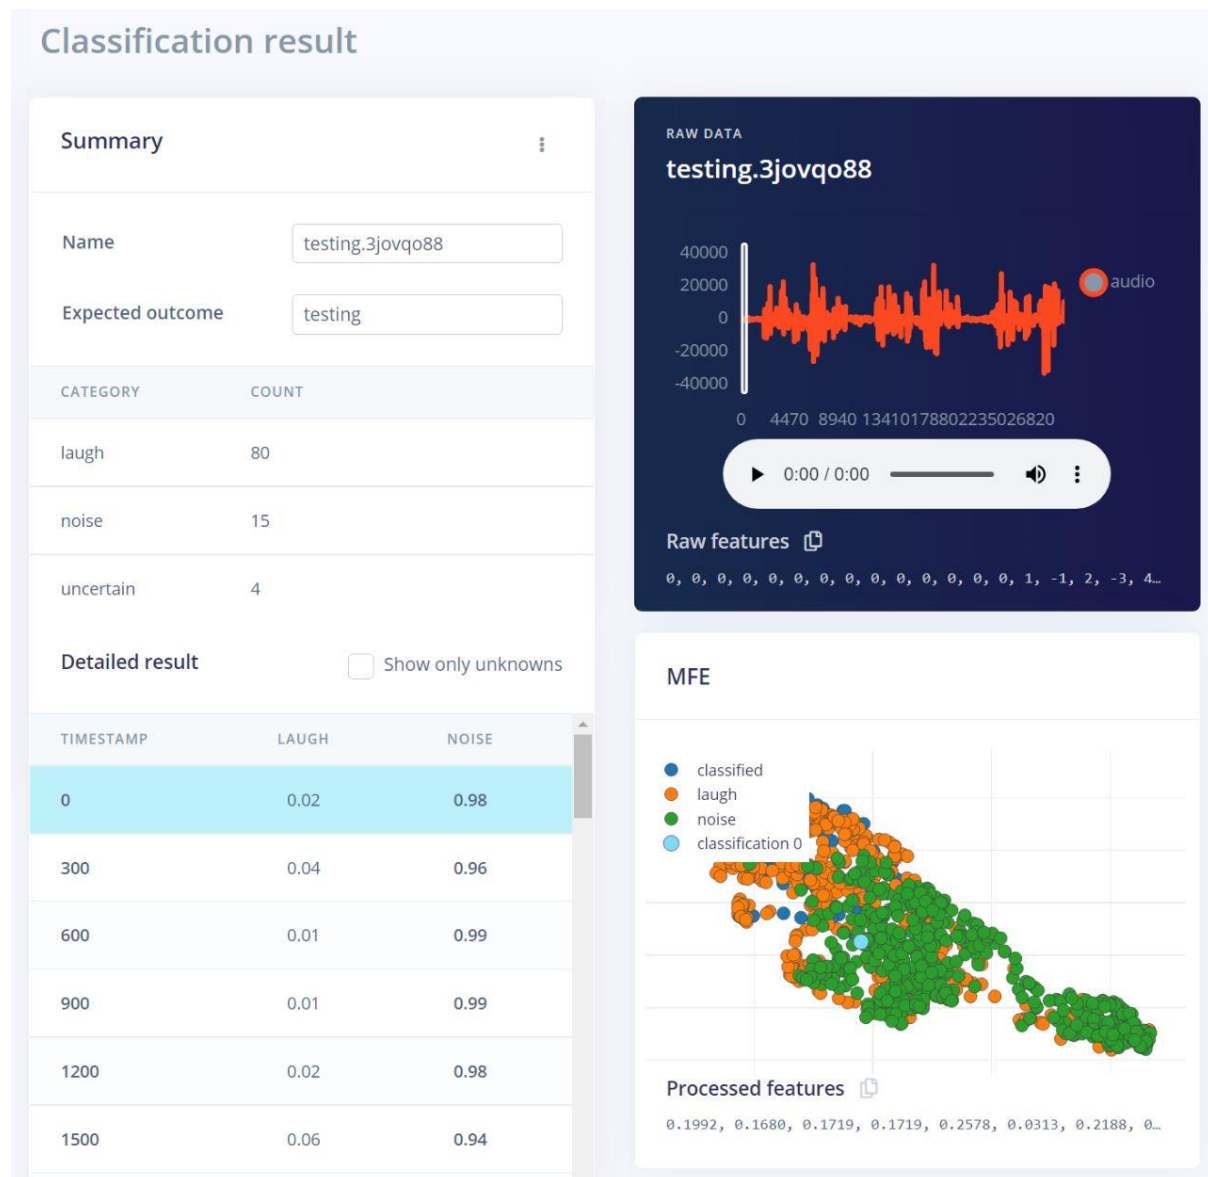 Classification result
Summary
Name
testing.3jovqo88
Expected outcome
testing
CATEGORY COUNT
laugh 80
noise 15
uncertain 4
Detailed result
Show only unknowns
TIMESTAMP LAUGH NOISE
0 0.02 0.98
300 0.04 0.96
600 0.01 0.99
900 0.01 0.99
1200 0.02 0.98
1500 0.06 0.94
RAW DATA
testing.3jovqo88
40000
20000
0
-20000
-40000
audio
0 4470 8940 13410178802235026820
0:00 / 0:00
Raw features
0, 0, 0, 0, 0, 0, 0, 0, 0, 0, 0, 0, 0, 0, 1, -1, 2, -3, 4…
MFE
classified
laugh
noise
classification 0
Processed features
0.1992, 0.1680, 0.1719, 0.1719, 0.2578, 0.0313, 0.2188, 0…